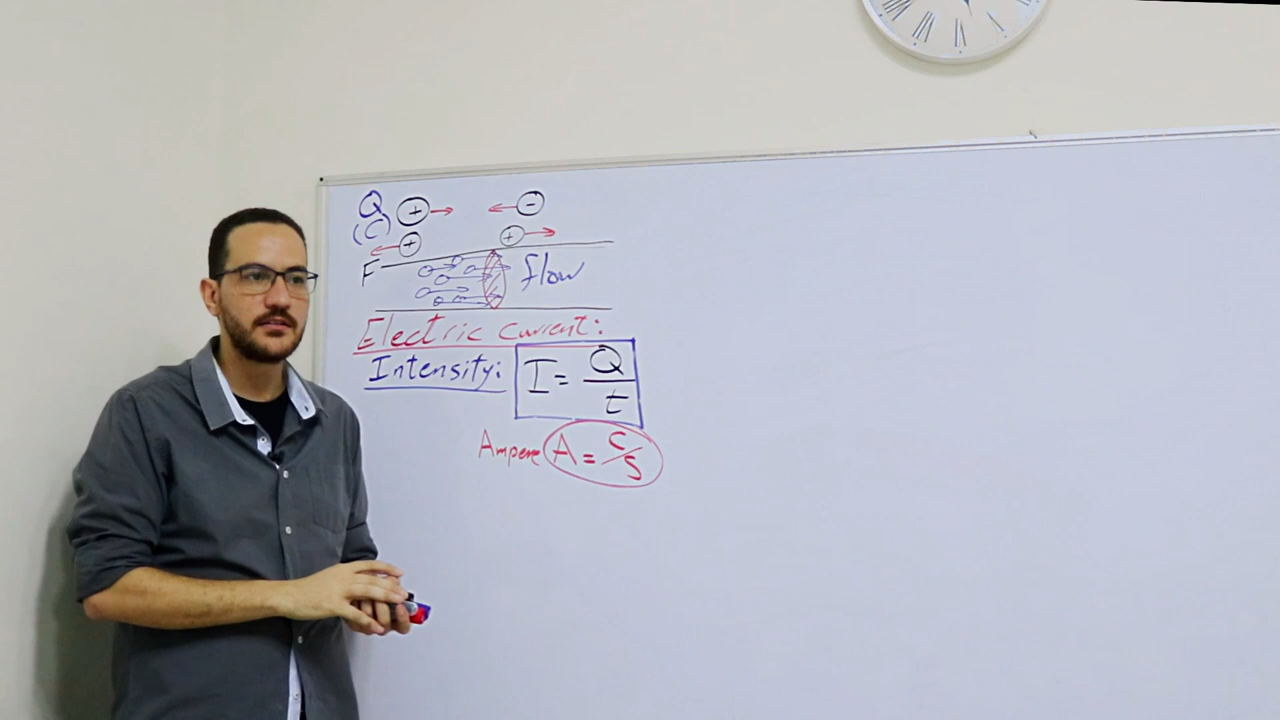 Q + -
(C) + +
F flow
Electric current:
Intensity: I = Q/t
Ampere A = C/S